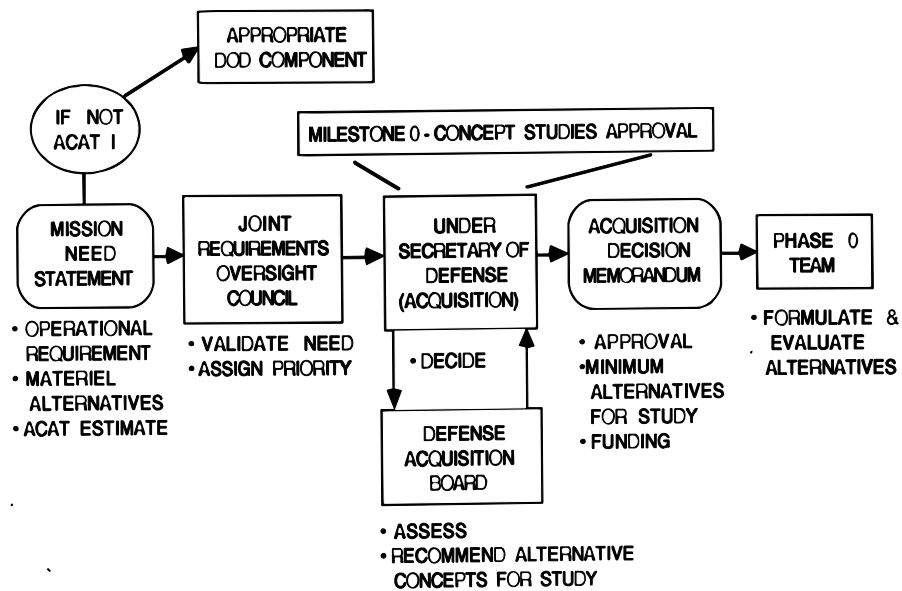 APPROPRIATE
DOD COMPONENT
IF NOT
ACAT I
MILESTONE 0 - CONCEPT STUDIES APPROVAL
MISSION
NEED
STATEMENT
• OPERATIONAL
REQUIREMENT
• MATERIEL
ALTERNATIVES
• ACAT ESTIMATE
JOINT
REQUIREMENTS
OVERSIGHT
COUNCIL
• VALIDATE NEED
• ASSIGN PRIORITY
UNDER
SECRETARY OF
DEFENSE
(ACQUISITION)
• DECIDE
DEFENSE
ACQUISITION
BOARD
• ASSESS
• RECOMMEND ALTERNATIVE
CONCEPTS FOR STUDY
ACQUISITION
DECISION
MEMORANDUM
• APPROVAL
• MINIMUM
ALTERNATIVES
FOR STUDY
• FUNDING
PHASE 0
TEAM
• FORMULATE &
EVALUATE
ALTERNATIVES